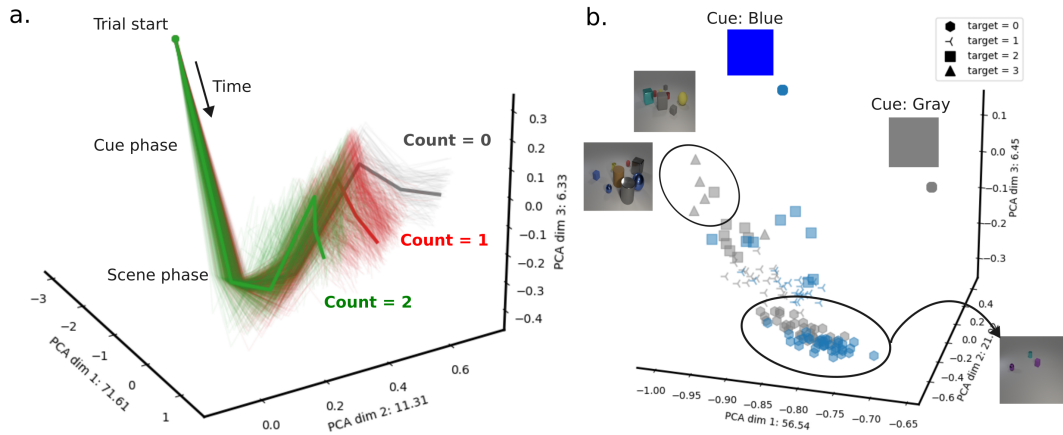 a.
Trial start
Time
Cue phase
Scene phase
Count = 0
Count = 1
Count = 2
0.3
0.2
0.1
0.0
−0.1
−0.2
−0.3
−0.4
PCA dim 3: 6.33
−3
−2
−1
0
1
PCA dim 1: 71.61
0.0
0.2
0.4
0.6
PCA dim 2: 11.31
b.
Cue: Blue
target = 0
target = 1
target = 2
target = 3
Cue: Gray
0.1
0.0
−0.1
−0.2
−0.3
PCA dim 3: 6.45
0.4
0.2
0.0
−0.2
−0.4
−0.6
PCA dim 2:
−1.00
−0.95
−0.90
−0.85
−0.80
−0.75
−0.70
−0.65
PCA dim 1: 56.54